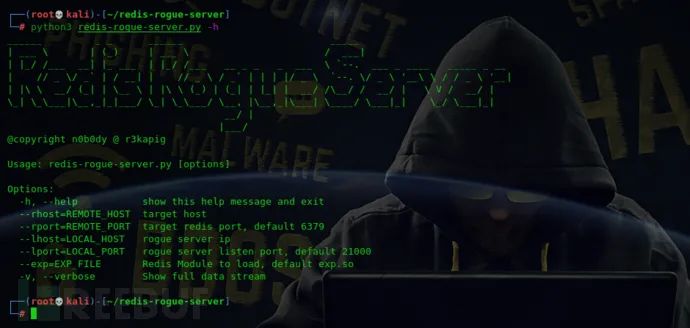 (root💀kali)-[~/redis-rogue-server]
# python3 redis-rogue-server.py -h
RedisRogueServer
@copyright n0b0dy @ r3kapig
Usage: redis-rogue-server.py [options]
Options:
-h, --help show this help message and exit
--rhost=REMOTE_HOST target host
--rport=REMOTE_PORT target redis port, default 6379
--lhost=LOCAL_HOST rogue server ip
--lport=LOCAL_PORT rogue server listen port, default 21000
--exp=EXP_FILE Redis Module to load, default exp.so
-v, --verbose Show full data stream
(root💀kali)-[~/redis-rogue-server]
#
PHISHING
MALWARE
FREEBUF